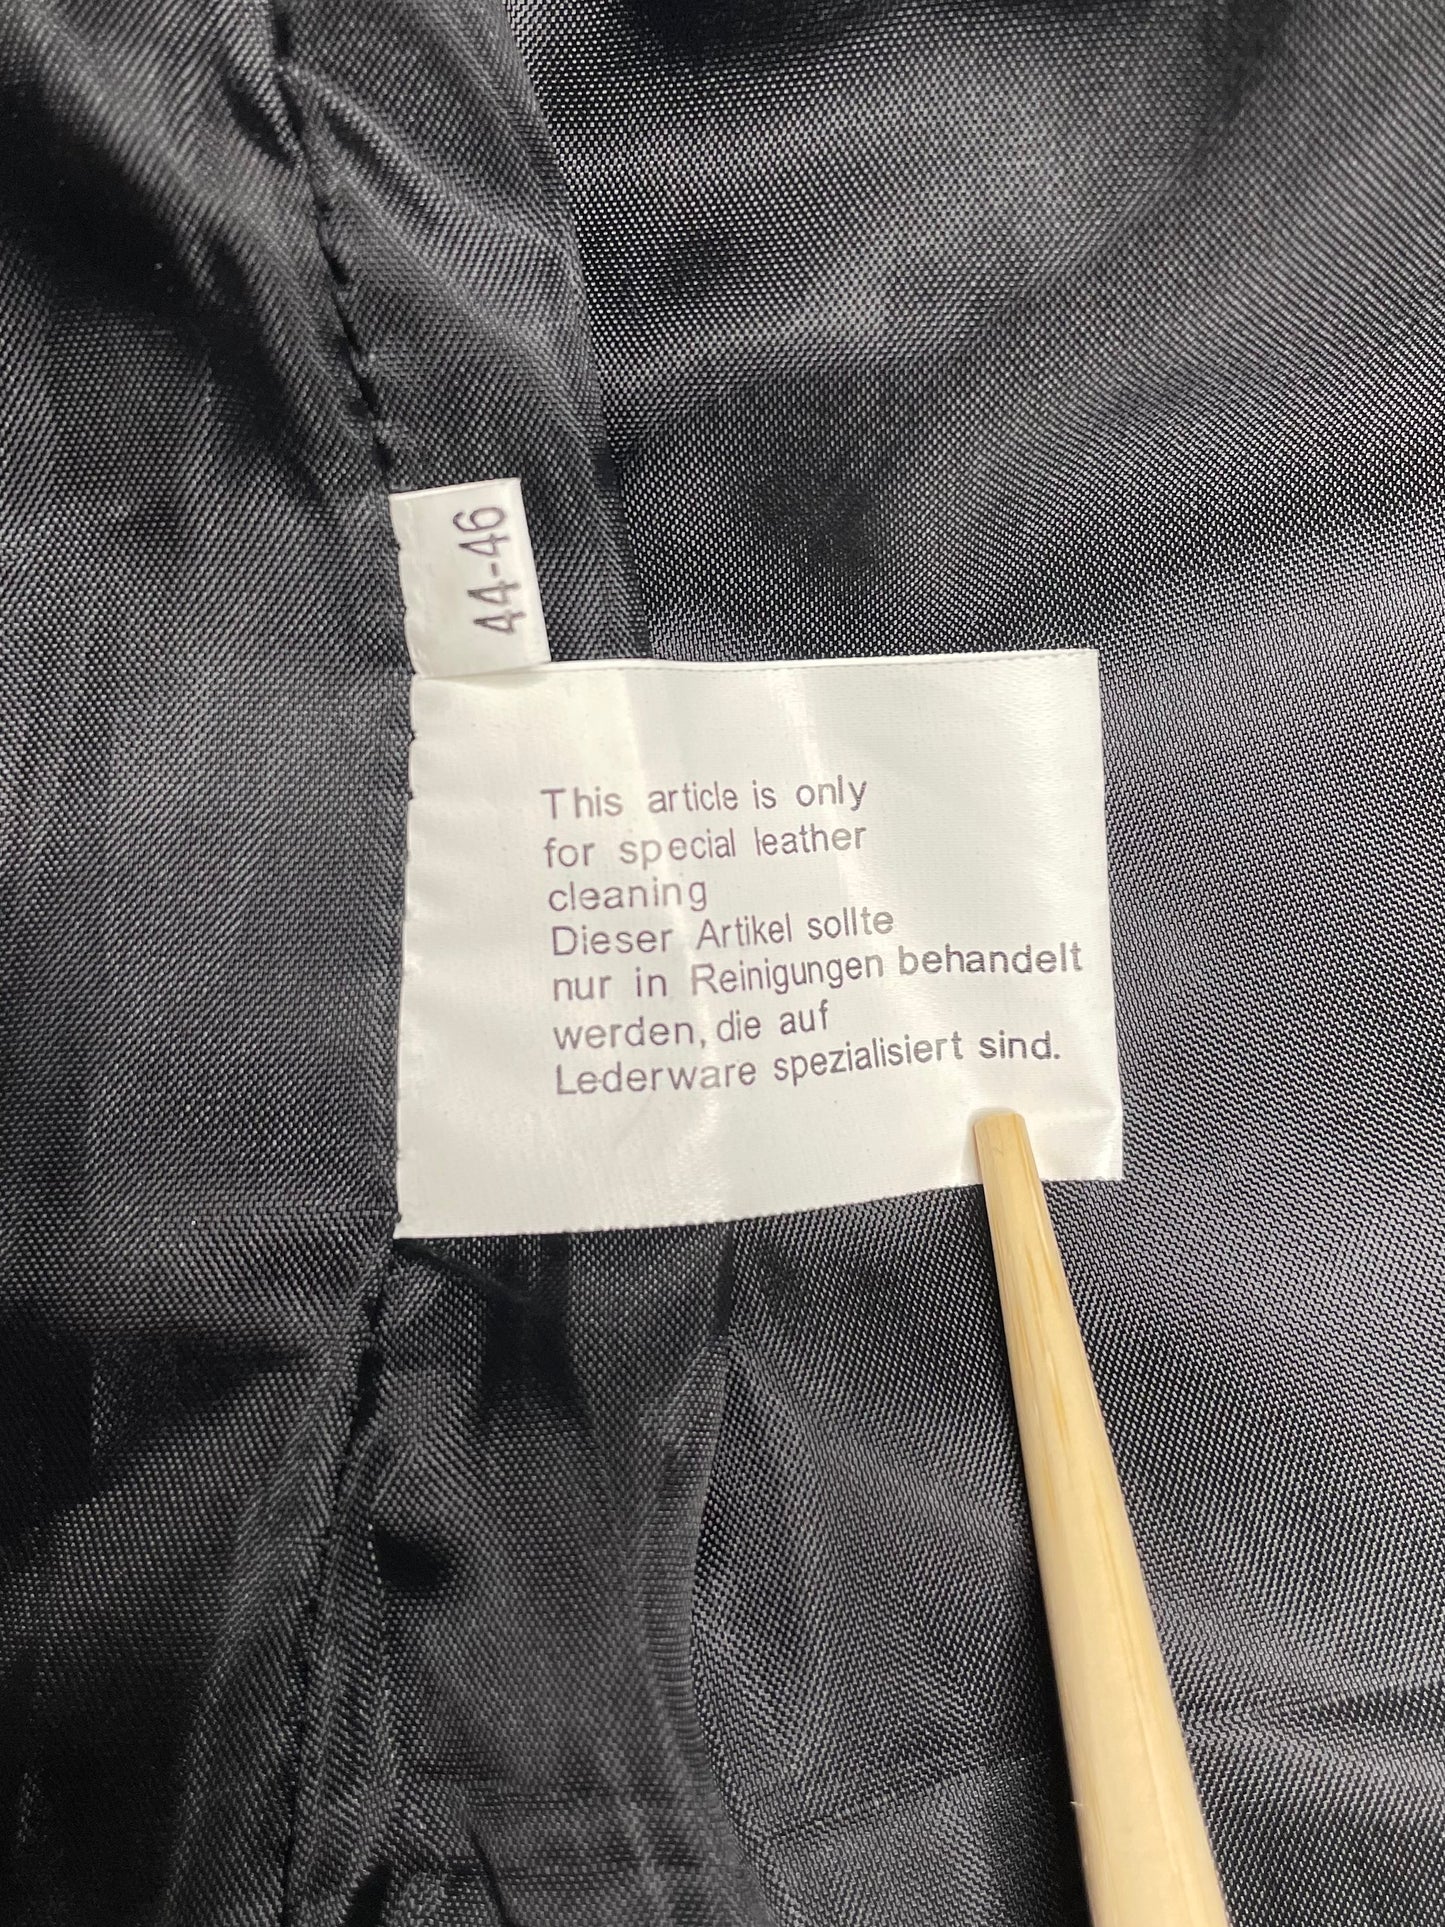 44-46
This article is only
for special leather
cleaning
Dieser Artikel sollte
nur in Reinigungen behandelt
werden, die auf
Lederware spezialisiert sind.